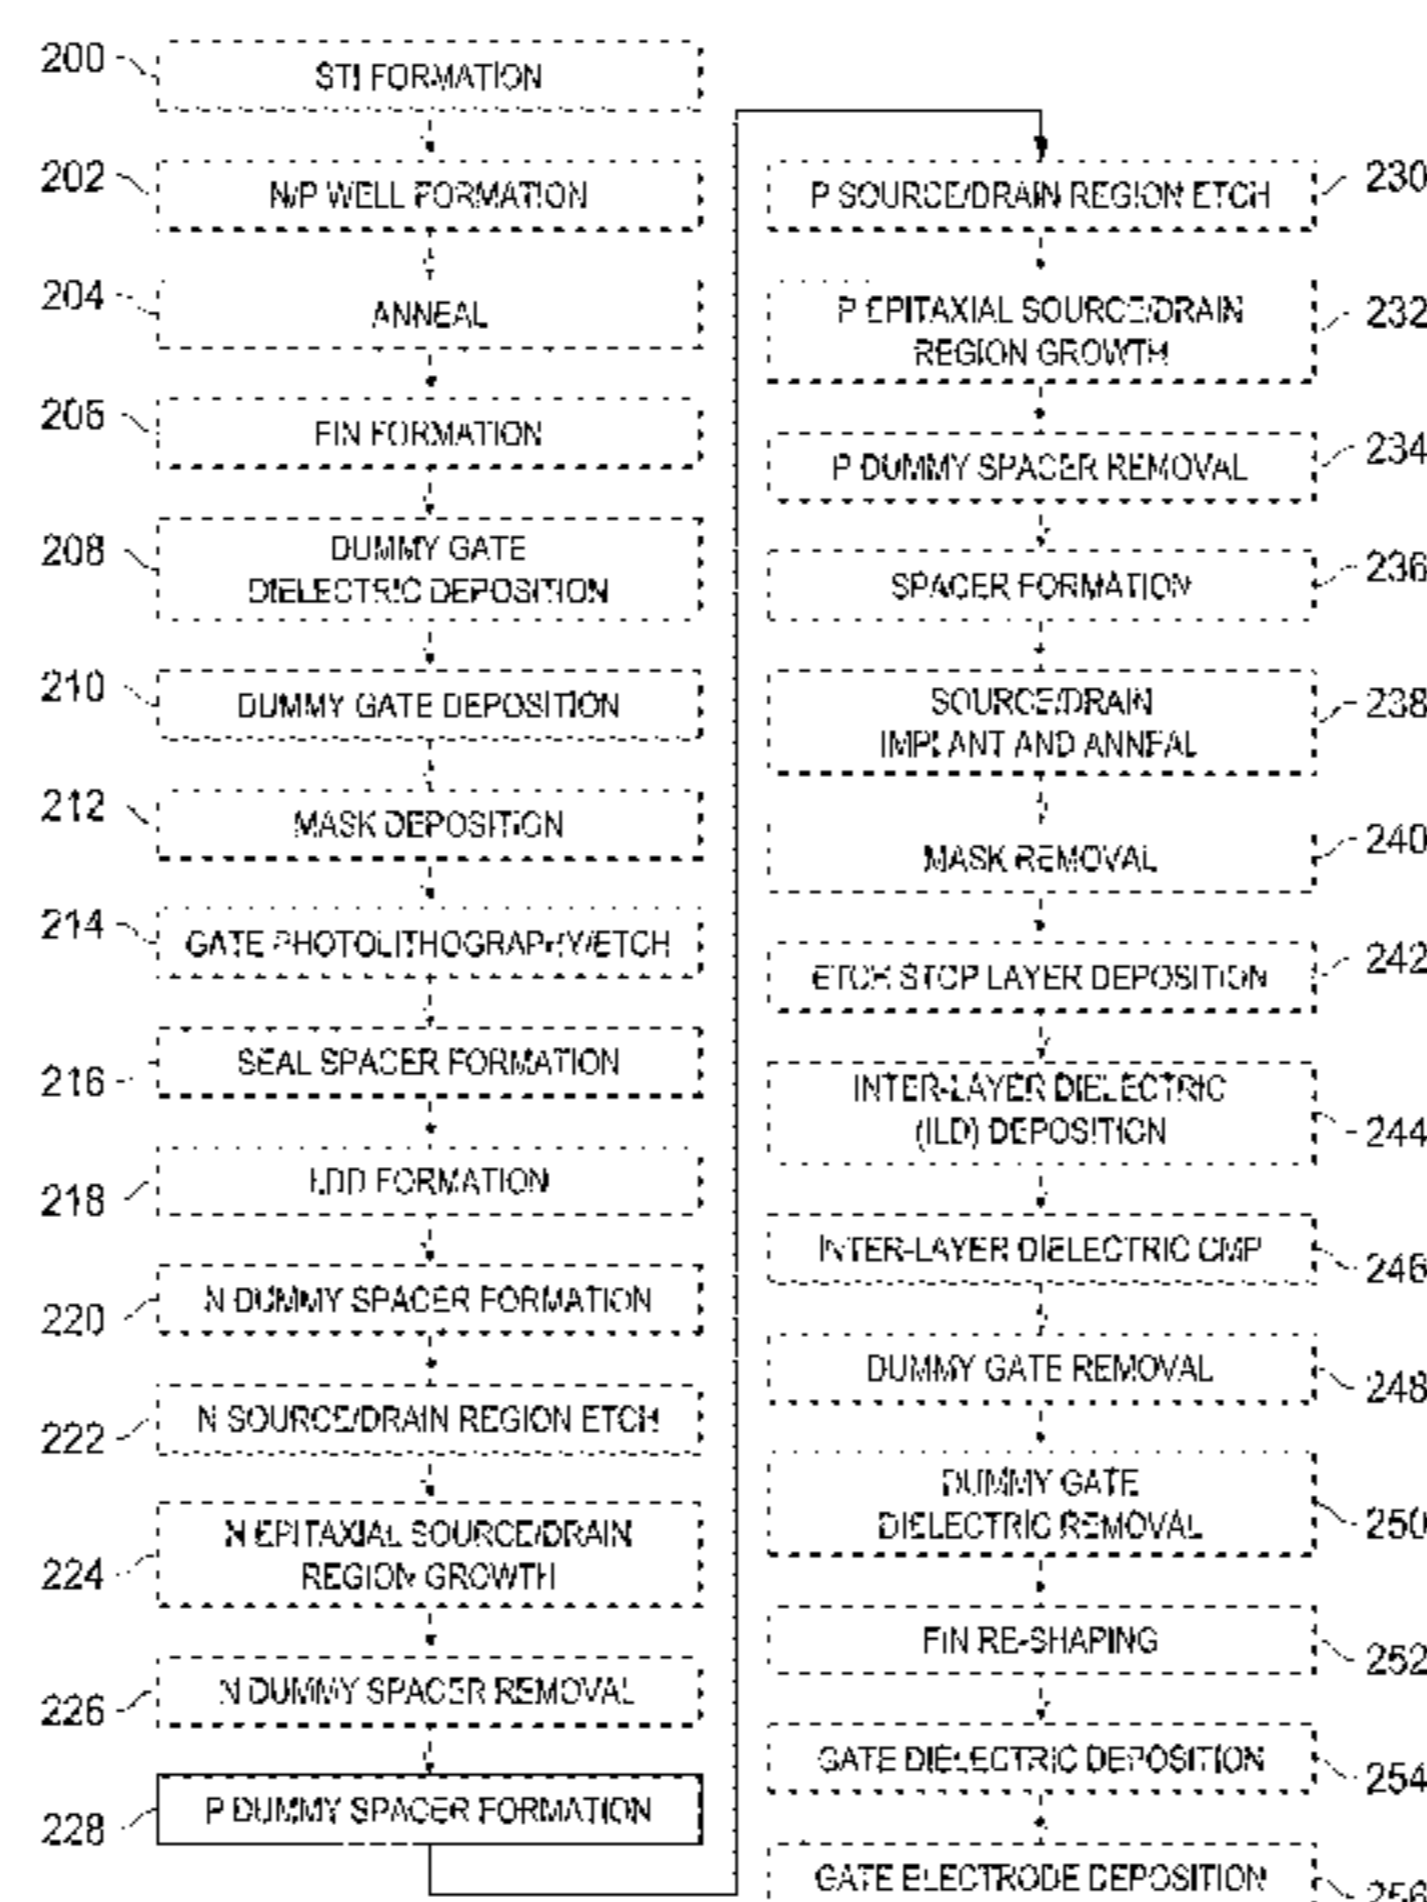 200 STI FORMATION
202 N/P WELL FORMATION
204 ANNEAL
206 FIN FORMATION
208 DUMMY GATE
DIELECTRIC DEPOSITION
210 DUMMY GATE DEPOSITION
212 MASK DEPOSITION
214 GATE PHOTOLITHOGRAPHY/ETCH
216 SEAL SPACER FORMATION
218 LDD FORMATION
220 N DUMMY SPACER FORMATION
222 N SOURCE/DRAIN REGION ETCH
224 N EPITAXIAL SOURCE/DRAIN
REGION GROWTH
226 N DUMMY SPACER REMOVAL
228 P DUMMY SPACER FORMATION
P SOURCE/DRAIN REGION ETCH 230
P EPITAXIAL SOURCE/DRAIN 232
REGION GROWTH
P DUMMY SPACER REMOVAL 234
SPACER FORMATION 236
SOURCE/DRAIN 238
IMPLANT AND ANNEAL
MASK REMOVAL 240
ETCH STOP LAYER DEPOSITION 242
INTER-LAYER DIELECTRIC
(ILD) DEPOSITION 244
INTER-LAYER DIELECTRIC CMP 246
DUMMY GATE REMOVAL 248
DUMMY GATE
DIELECTRIC REMOVAL 250
FIN RE-SHAPING 252
GATE DIELECTRIC DEPOSITION 254
GATE ELECTRODE DEPOSITION 256